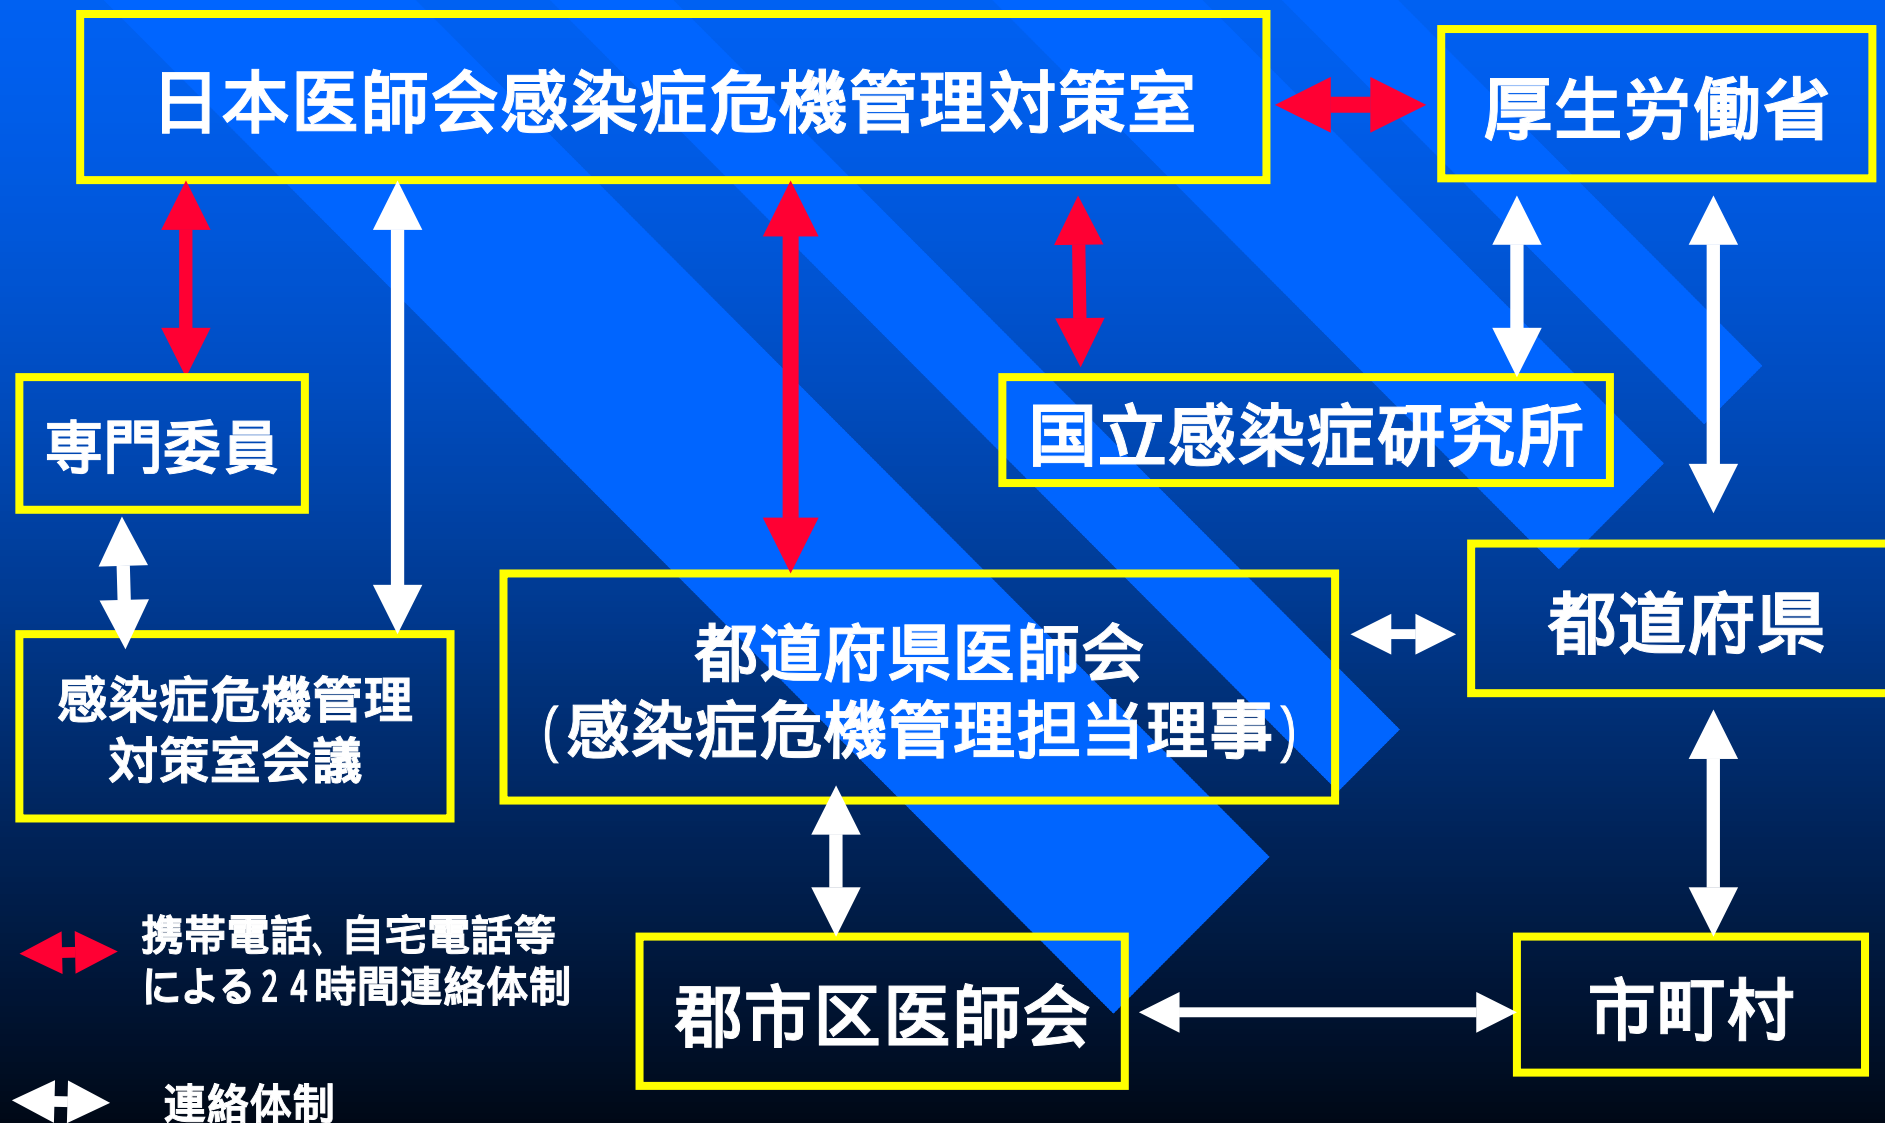 日本医師会感染症危機管理対策室
厚生労働省
専門委員
国立感染症研究所
都道府県
都道府県医師会
(感染症危機管理担当理事)
感染症危機管理
対策室会議
携帯電話、自宅電話等
による24時間連絡体制
郡市区医師会
市町村
連絡体制